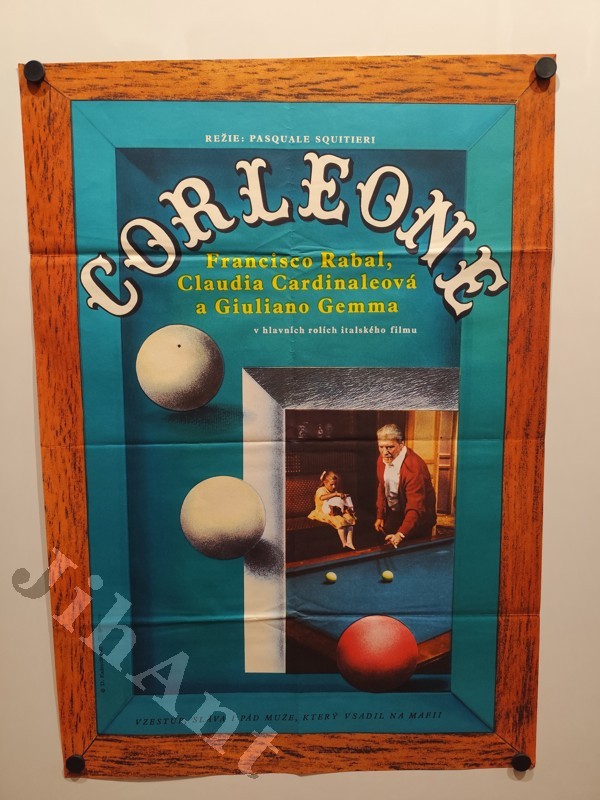 REŽIE: PASQUALE SQUITIERI
CORLEONE
Francisco Rabal,
Claudia Cardinaleová
a Giuliano Gemma
v hlavních rolích italského filmu
VZESTUP, SLÁVA I PÁD MUŽE, KTERÝ VSADIL NA MAFII
JihAnt